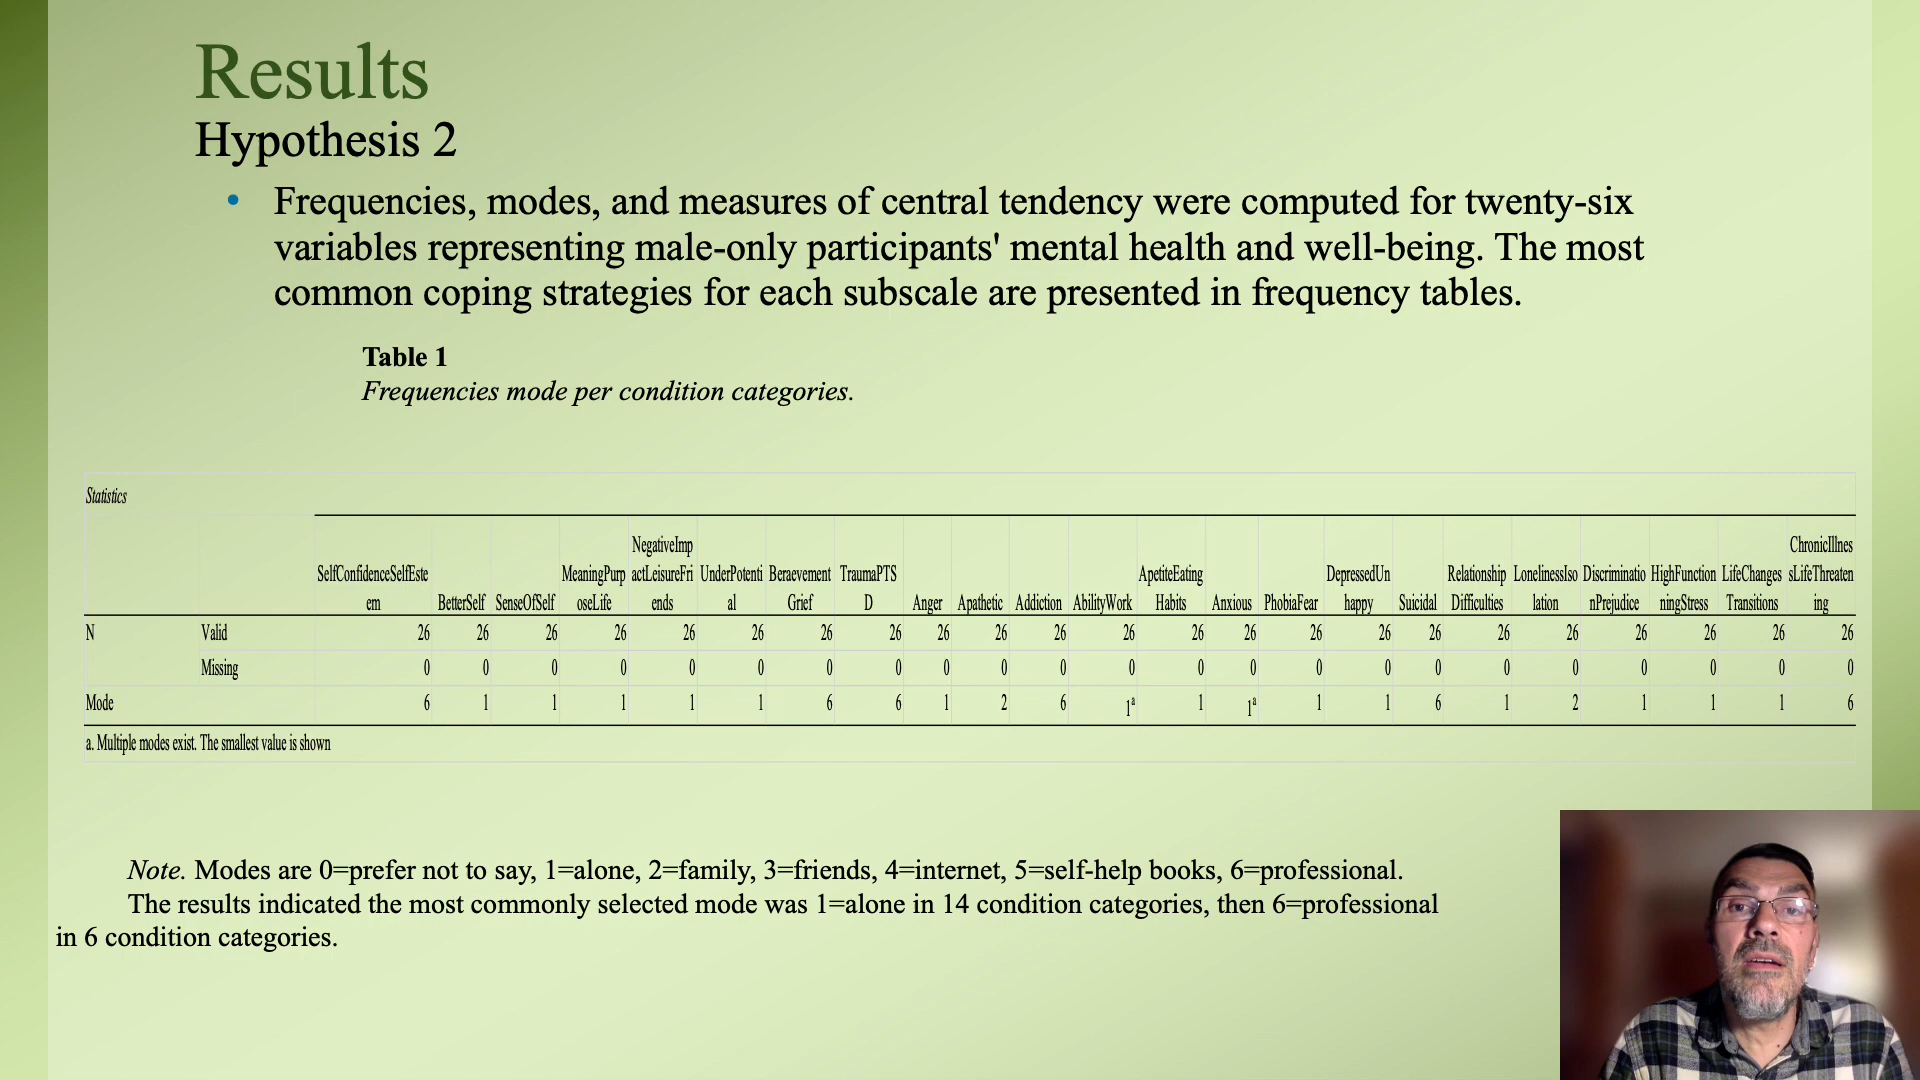 Results
Hypothesis 2
• Frequencies, modes, and measures of central tendency were computed for twenty-six
variables representing male-only participants' mental health and well-being. The most
common coping strategies for each subscale are presented in frequency tables.
Table 1
Frequencies mode per condition categories.
Statistics
NegativeImp ChronicIllnes
SelfConfidenceSelfEste MeaningPurp actLeisureFri UnderPotenti Beraevement TraumaPTS ApetiteEating DepressedUn Relationship LonelinessIso Discriminatio HighFunction LifeChanges sLifeThreaten
em BetterSelf SenseOfSelf oseLife ends al Grief D Anger Apathetic Addiction AbilityWork Habits Anxious PhobiaFear happy Suicidal Difficulties lation nPrejudice ningStress Transitions ing
N Valid 26 26 26 26 26 26 26 26 26 26 26 26 26 26 26 26 26 26 26 26 26 26 26
Missing 0 0 0 0 0 0 0 0 0 0 0 0 0 0 0 0 0 0 0 0 0 0 0
Mode 6 1 1 1 1 1 6 6 1 2 6 1ª 1 1ª 1 1 6 1 2 1 1 1 6
a. Multiple modes exist. The smallest value is shown
Note. Modes are 0=prefer not to say, 1=alone, 2=family, 3=friends, 4=internet, 5=self-help books, 6=professional.
The results indicated the most commonly selected mode was 1=alone in 14 condition categories, then 6=professional
in 6 condition categories.